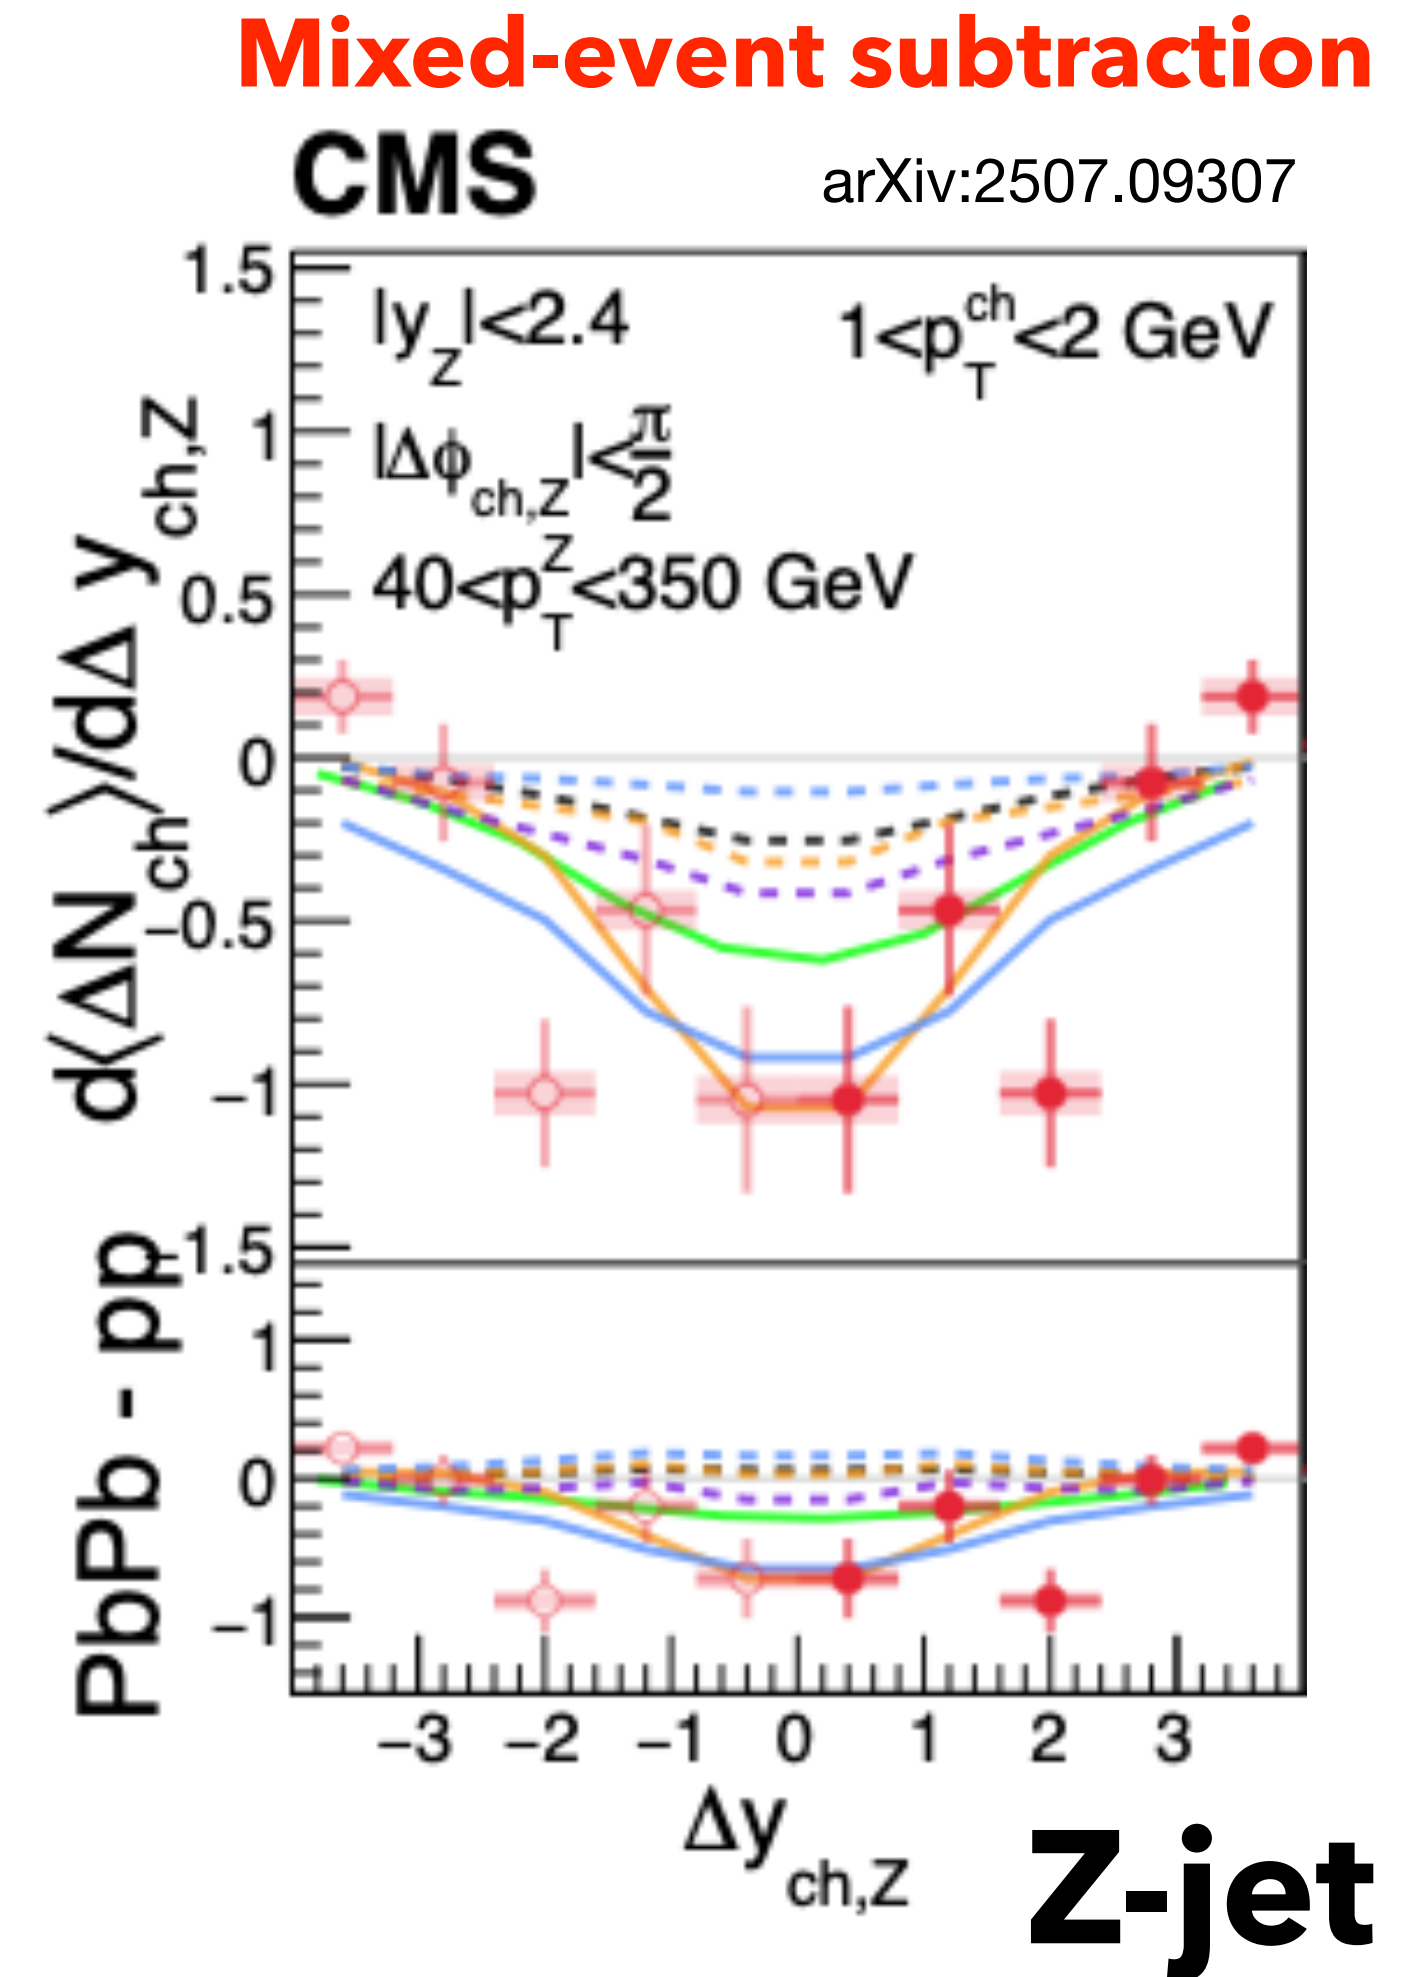 Mixed-event subtraction
CMS
arXiv:2507.09307
|y_Z|<2.4
1<p_T^ch<2 GeV
|Δϕ_ch,Z|<π/2
40<p_T^Z<350 GeV
d⟨ΔN_ch⟩/dΔ y_ch,Z
1.5
1
0.5
0
−0.5
−1
−1.5
PbPb - pp
1
0
−1
−3 −2 −1 0 1 2 3
Δy_ch,Z
Z-jet